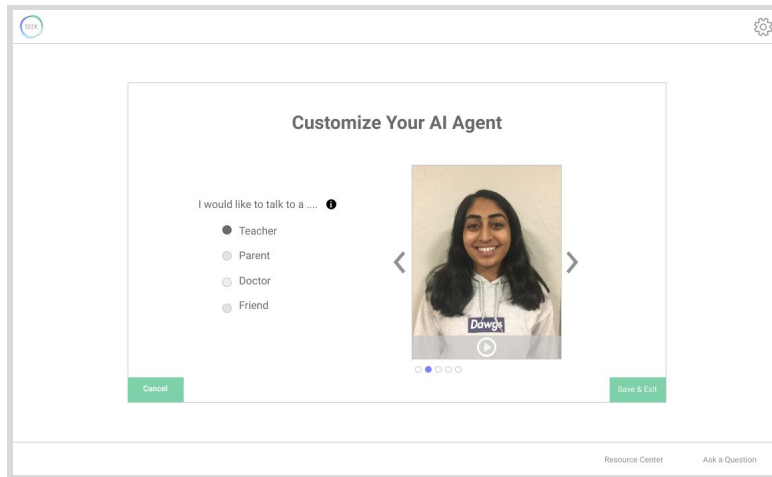 SEEK
Customize Your AI Agent
I would like to talk to a .... i
Teacher
Parent
Doctor
Friend
Dawgs
Cancel
Save & Exit
Resource Center Ask a Question